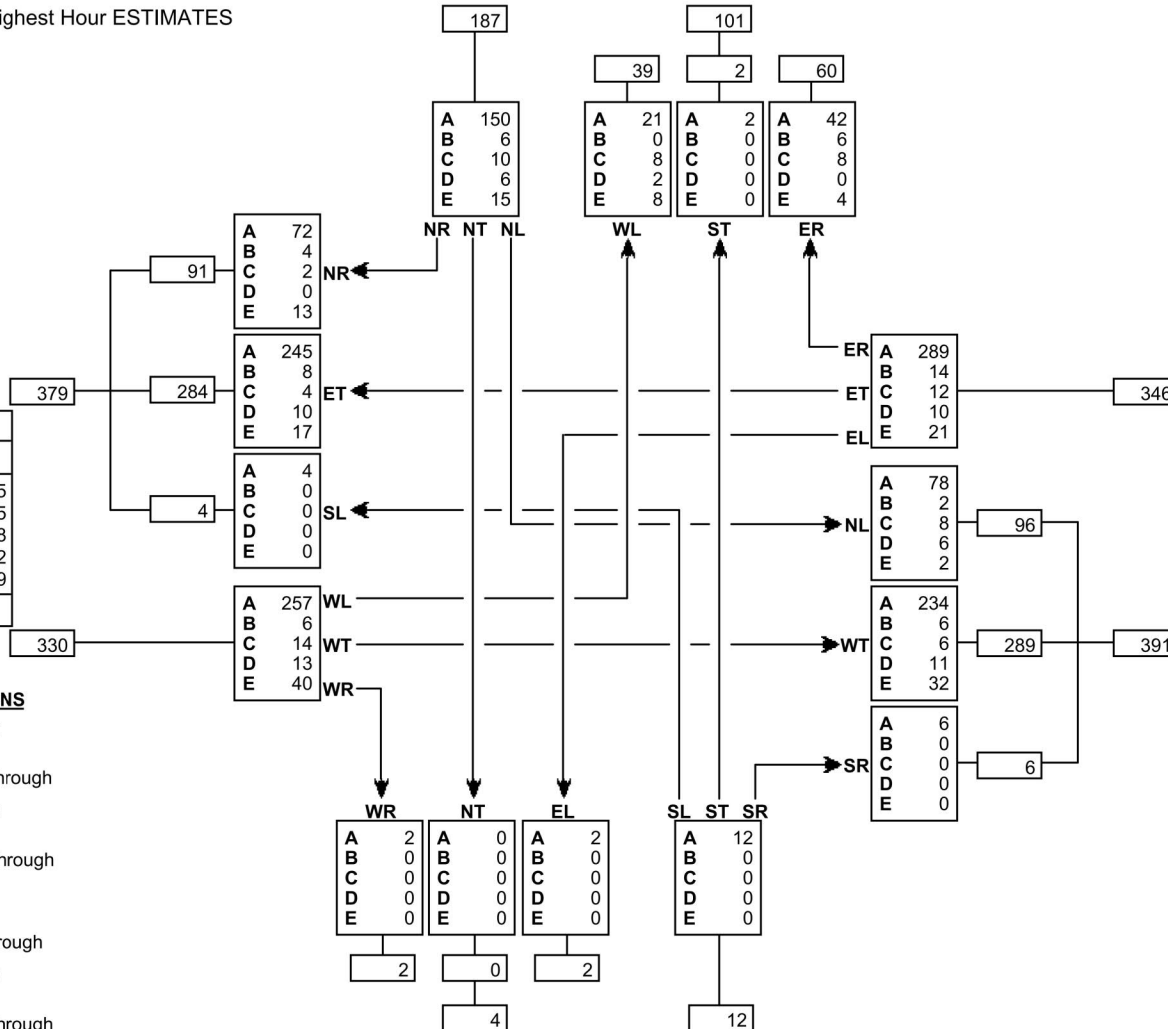 ighest Hour ESTIMATES
187
101
39
2
60
A 150
B 6
C 10
D 6
E 15
A 21
B 0
C 8
D 2
E 8
A 2
B 0
C 0
D 0
E 0
A 42
B 6
C 8
D 0
E 4
NR NT NL
WL
ST
ER
91
A 72
B 4
C 2
D 0
E 13
NR
379
284
A 245
B 8
C 4
D 10
E 17
ET
4
A 4
B 0
C 0
D 0
E 0
SL
330
A 257
B 6
C 14
D 13
E 40
WL
WT
WR
ER
ET
EL
A 289
B 14
C 12
D 10
E 21
346
NL
A 78
B 2
C 8
D 6
E 2
96
WT
A 234
B 6
C 6
D 11
E 32
289
391
SR
A 6
B 0
C 0
D 0
E 0
6
5
5
8
2
9
NS
hrough
hrough
rough
hrough
WR
NT
EL
SL ST SR
A 2
B 0
C 0
D 0
E 0
A 0
B 0
C 0
D 0
E 0
A 2
B 0
C 0
D 0
E 0
A 12
B 0
C 0
D 0
E 0
2
0
2
4
12